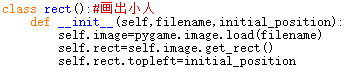 class rect():#画出小人
    def __init__(self,filename,initial_position):
        self.image=pygame.image.load(filename)
        self.rect=self.image.get_rect()
        self.rect.topleft=initial_position